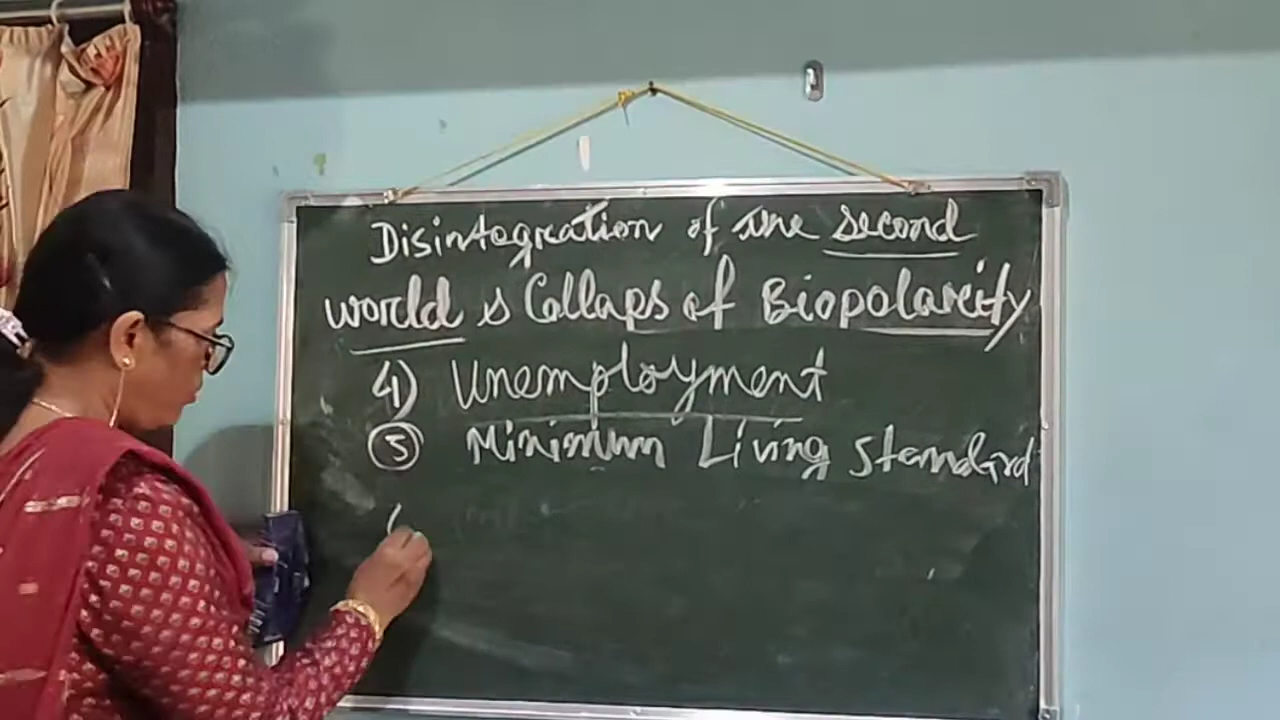 Disintegration of the second
world & Collaps of Biopolarity
4) Unemployment
5 Minimum Living standard